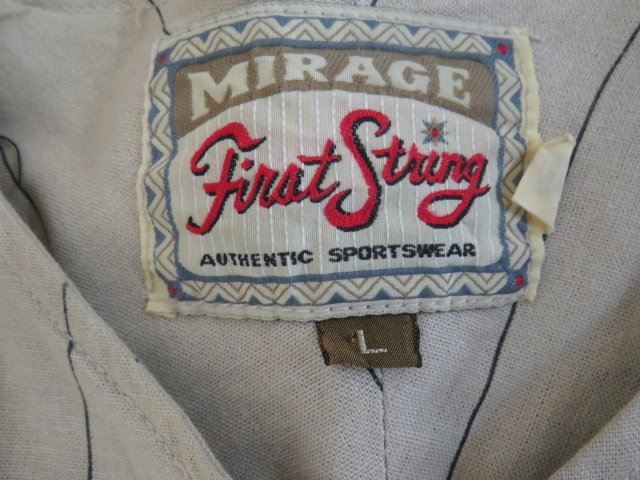 MIRAGE
First String
AUTHENTIC SPORTSWEAR
L